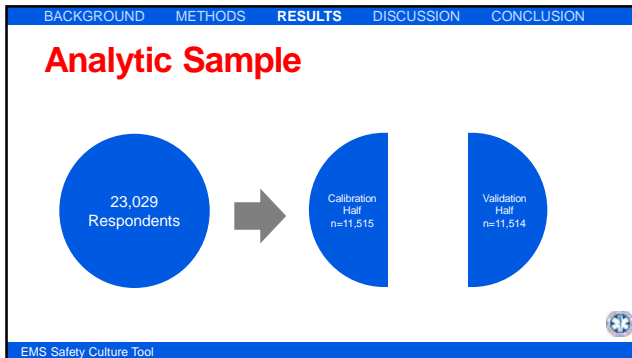 BACKGROUND METHODS RESULTS DISCUSSION CONCLUSION
Analytic Sample
23,029
Respondents
Calibration
Half
n=11,515
Validation
Half
n=11,514
EMS Safety Culture Tool